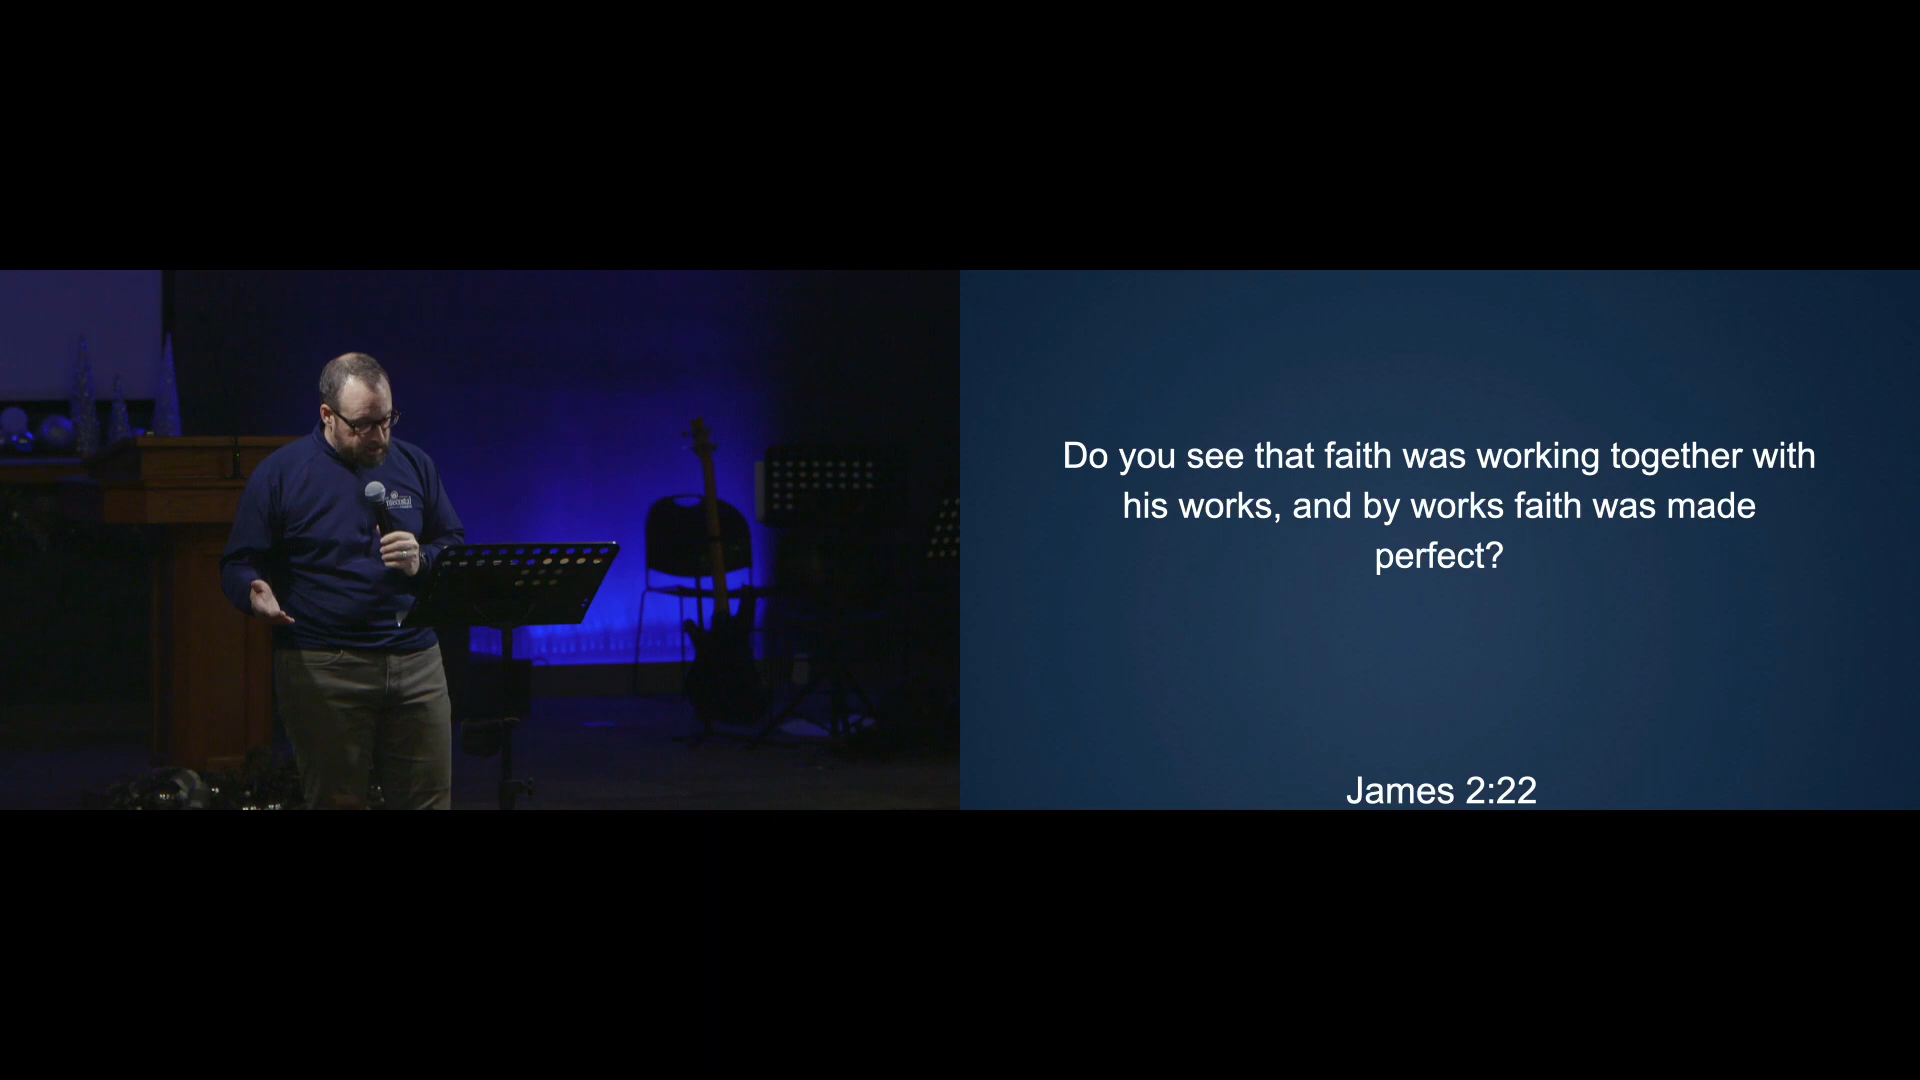 Do you see that faith was working together with
his works, and by works faith was made
perfect?
James 2:22